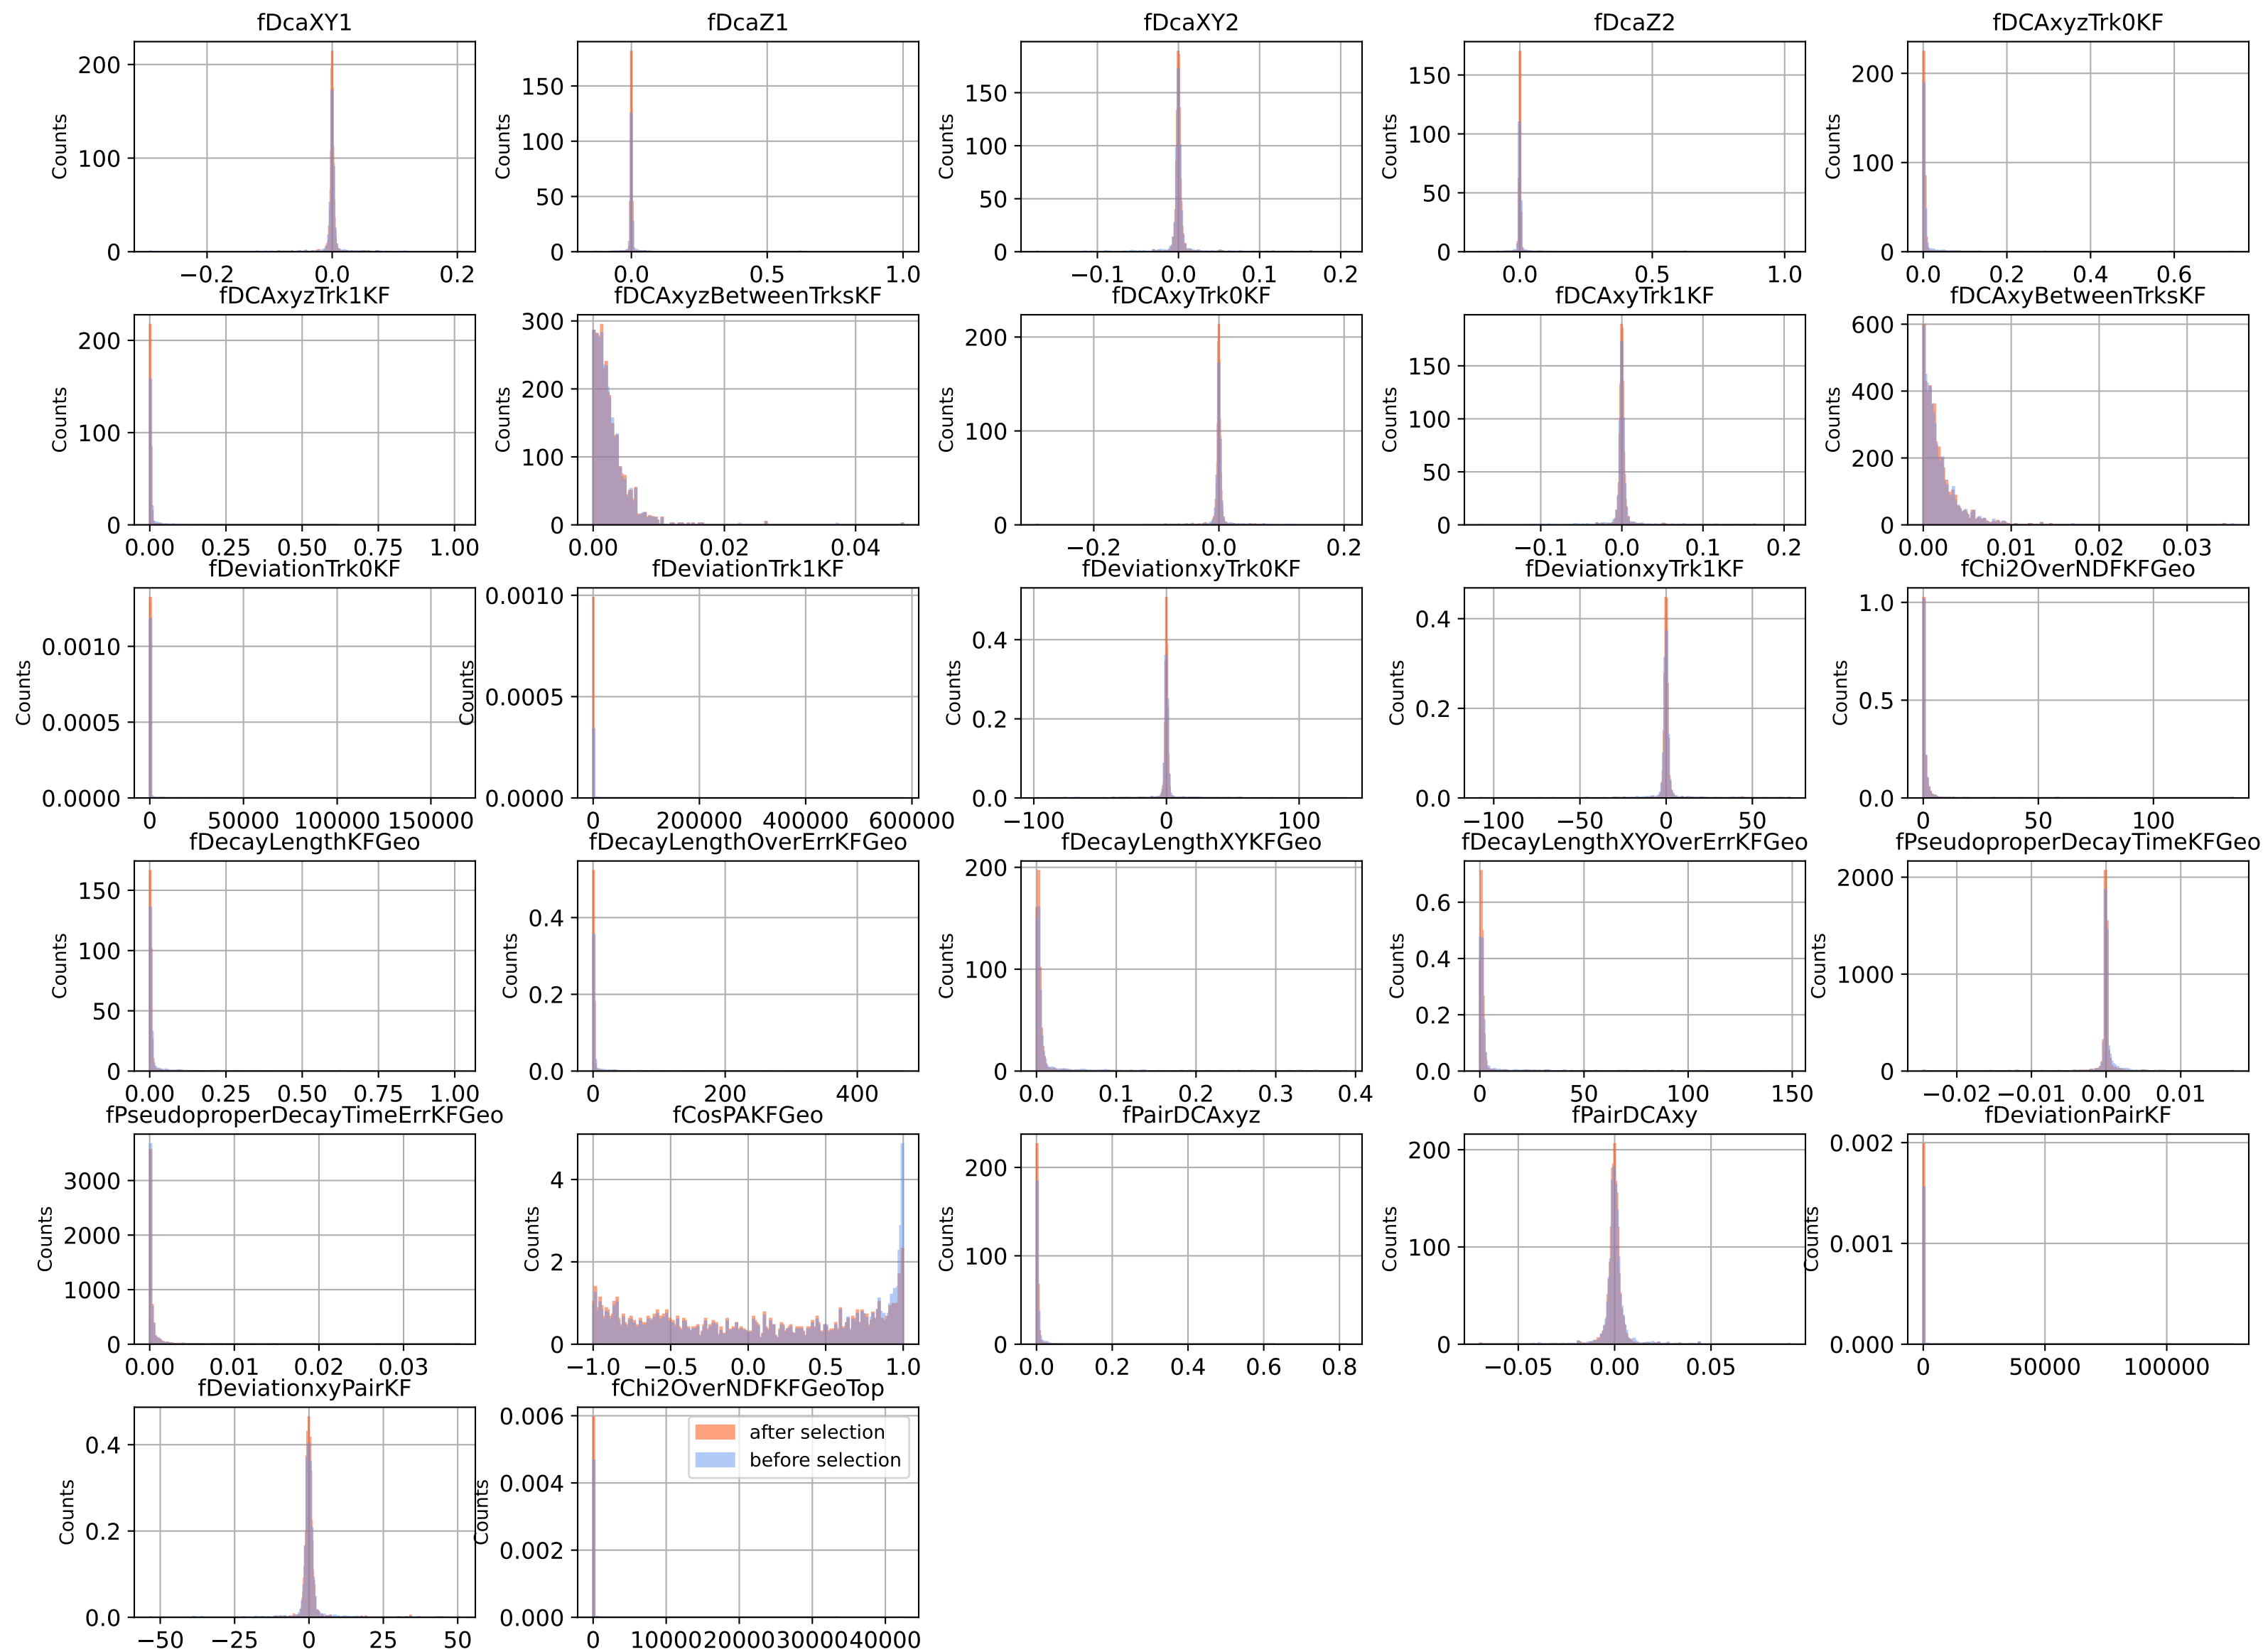 fDcaXY1 fDcaZ1 fDcaXY2 fDcaZ2 fDCAxyzTrk0KF
Counts 200 100 0 −0.2 0.0 0.2
Counts 150 100 50 0 0.0 0.5 1.0
Counts 150 100 50 0 −0.1 0.0 0.1 0.2
Counts 150 100 50 0 0.0 0.5 1.0
Counts 200 100 0 0.0 0.2 0.4 0.6
fDCAxyzTrk1KF fDCAxyzBetweenTrksKF fDCAxyTrk0KF fDCAxyTrk1KF fDCAxyBetweenTrksKF
Counts 200 100 0 0.00 0.25 0.50 0.75 1.00
Counts 300 200 100 0 0.00 0.02 0.04
Counts 200 100 0 −0.2 0.0 0.2
Counts 150 100 50 0 −0.1 0.0 0.1 0.2
Counts 600 400 200 0 0.00 0.01 0.02 0.03
fDeviationTrk0KF fDeviationTrk1KF fDeviationxyTrk0KF fDeviationxyTrk1KF fChi2OverNDFKFGeo
Counts 0.0010 0.0005 0.0000 0 50000 100000 150000
Counts 0.0010 0.0005 0.0000 0 200000 400000 600000
Counts 0.4 0.2 0.0 −100 0 100
Counts 0.4 0.2 0.0 −100 −50 0 50
Counts 1.0 0.5 0.0 0 50 100
fDecayLengthKFGeo fDecayLengthOverErrKFGeo fDecayLengthXYKFGeo fDecayLengthXYOverErrKFGeo fPseudoproperDecayTimeKFGeo
Counts 150 100 50 0 0.00 0.25 0.50 0.75 1.00
Counts 0.4 0.2 0.0 0 200 400
Counts 200 100 0 0.0 0.1 0.2 0.3 0.4
Counts 0.6 0.4 0.2 0.0 0 50 100 150
Counts 2000 1000 0 −0.02 −0.01 0.00 0.01
fPseudoproperDecayTimeErrKFGeo fCosPAKFGeo fPairDCAxyz fPairDCAxy fDeviationPairKF
Counts 3000 2000 1000 0 0.00 0.01 0.02 0.03
Counts 4 2 0 −1.0 −0.5 0.0 0.5 1.0
Counts 200 100 0 0.0 0.2 0.4 0.6 0.8
Counts 200 100 0 −0.05 0.00 0.05
Counts 0.002 0.001 0.000 0 50000 100000
fDeviationxyPairKF fChi2OverNDFKFGeoTop
Counts 0.4 0.2 0.0 −50 −25 0 25 50
Counts 0.006 0.004 0.002 0.000 0 10000 20000 30000 40000
after selection
before selection